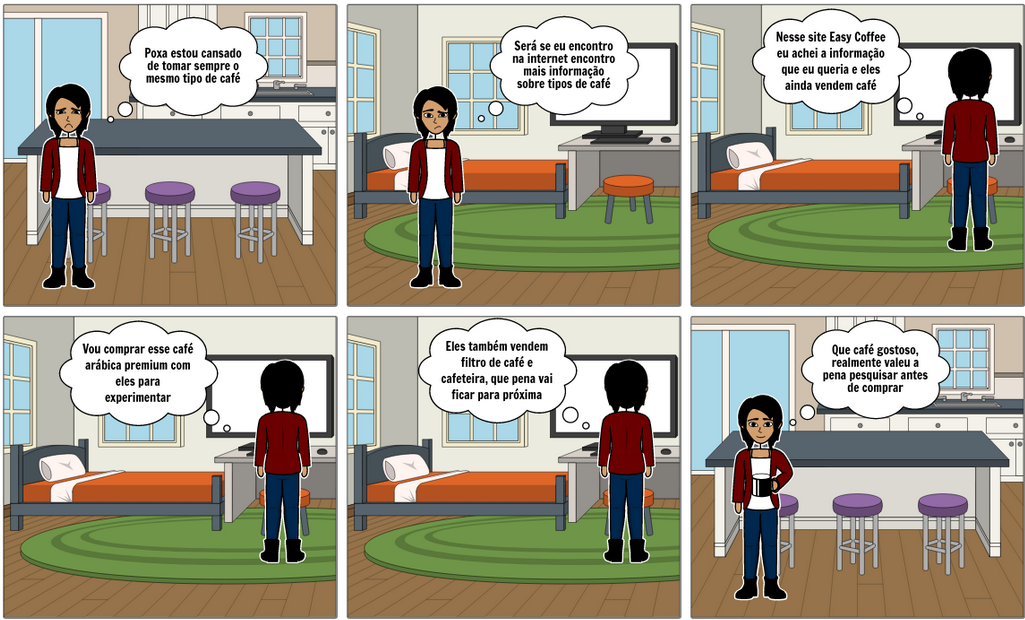 Poxa estou cansado
de tomar sempre o
mesmo tipo de café
Será se eu encontro
na internet encontro
mais informação
sobre tipos de café
Nesse site Easy Coffee
eu achei a informação
que eu queria e eles
ainda vendem café
Vou comprar esse café
arábica premium com
eles para
experimentar
Eles também vendem
filtro de café e
cafeteira, que pena vai
ficar para próxima
Que café gostoso,
realmente valeu a
pena pesquisar antes
de comprar